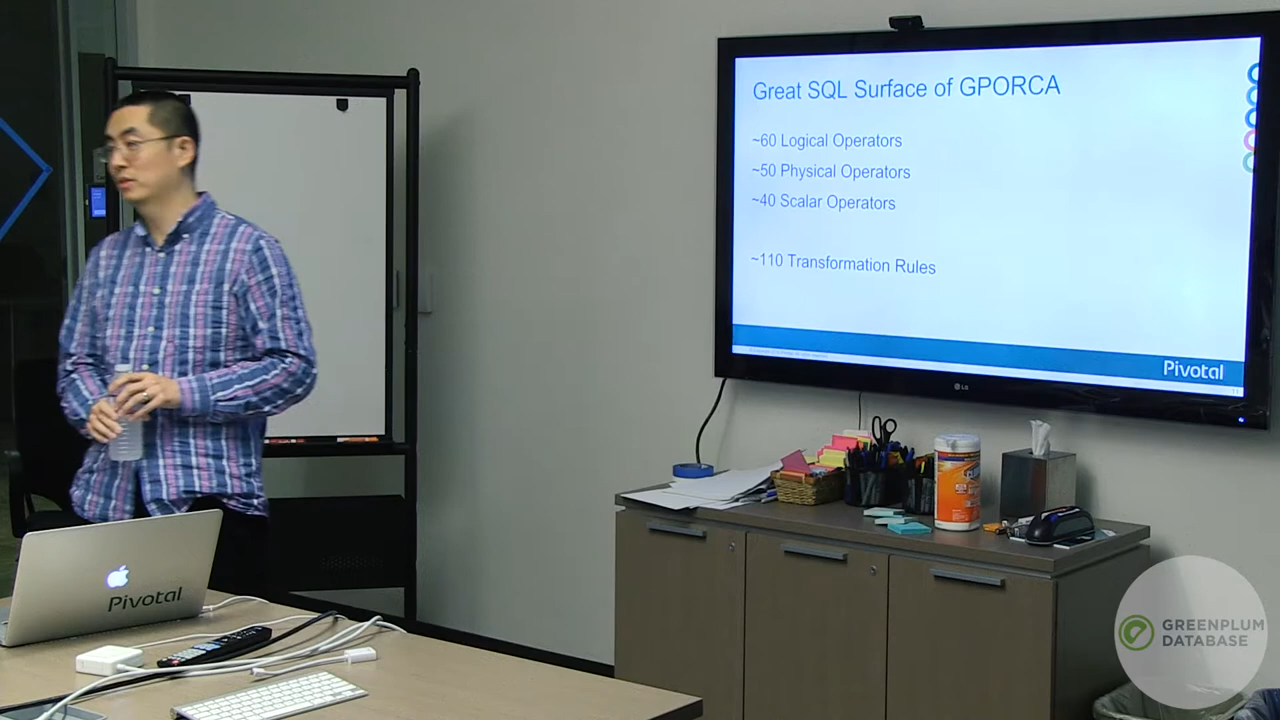 Great SQL Surface of GPORCA
~60 Logical Operators
~50 Physical Operators
~40 Scalar Operators
~110 Transformation Rules
Pivotal
LG
Pivotal
GREENPLUM
DATABASE